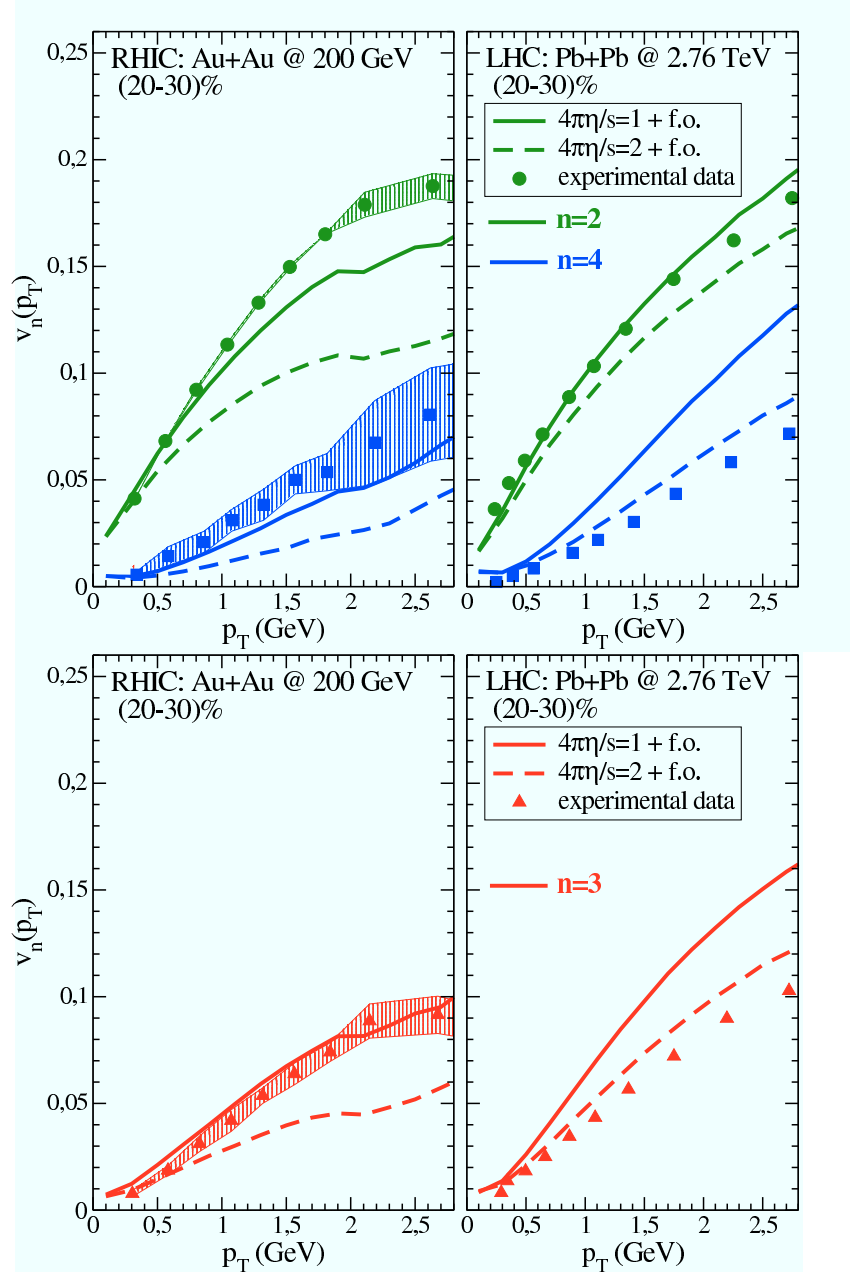 RHIC: Au+Au @ 200 GeV
(20-30)%
LHC: Pb+Pb @ 2.76 TeV
(20-30)%
4πη/s=1 + f.o.
4πη/s=2 + f.o.
experimental data
n=2
n=4
0,25
0,2
0,15
0,1
0,05
0
v_n(p_T)
0 0,5 1 1,5 2 2,5
0 0,5 1 1,5 2 2,5
p_T (GeV)
p_T (GeV)
RHIC: Au+Au @ 200 GeV
(20-30)%
LHC: Pb+Pb @ 2.76 TeV
(20-30)%
4πη/s=1 + f.o.
4πη/s=2 + f.o.
experimental data
n=3
0,25
0,2
0,15
0,1
0,05
0
v_n(p_T)
0 0,5 1 1,5 2 2,5
0 0,5 1 1,5 2 2,5
p_T (GeV)
p_T (GeV)